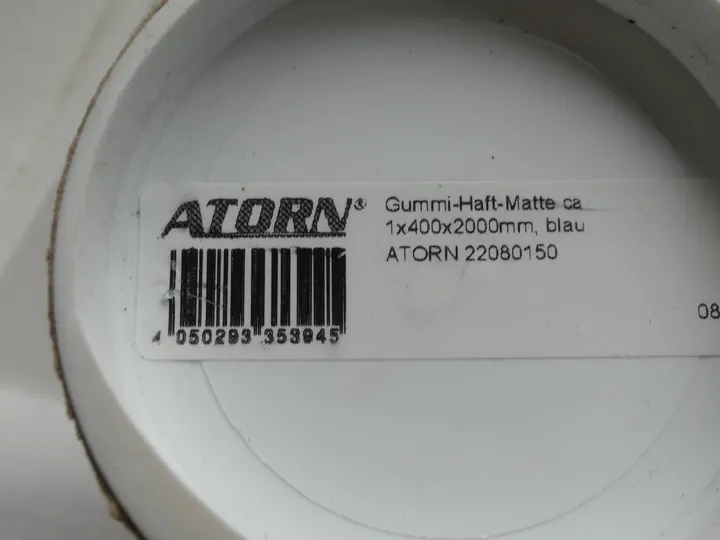 ATORN®
Gummi-Haft-Matte ca
1x400x2000mm, blau
ATORN 22080150
4 050293 353945
08